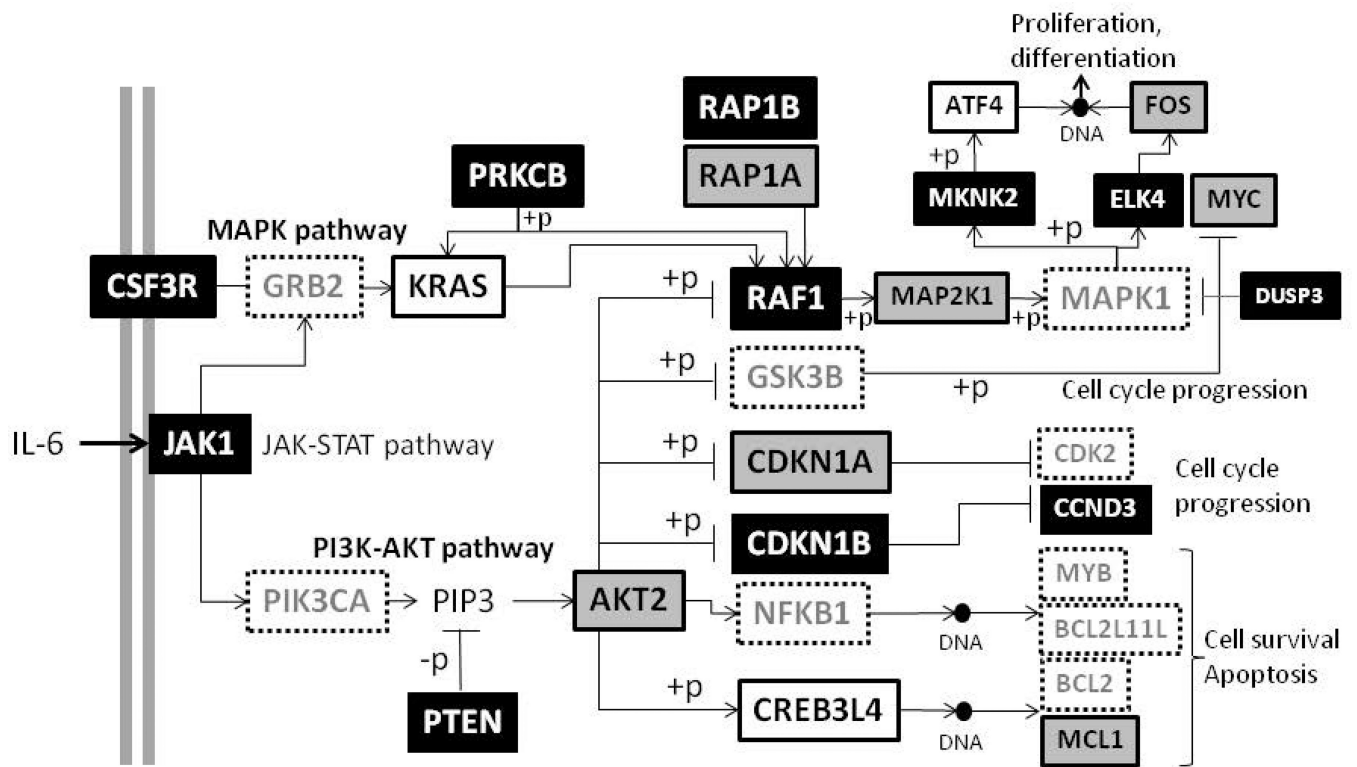 Proliferation,
differentiation
RAP1B
ATF4
FOS
DNA
PRKCB
RAP1A
+p
MKNK2
ELK4
MYC
+p
MAPK pathway
+p
CSF3R
GRB2
KRAS
+p
RAF1
MAP2K1
MAPK1
DUSP3
+p
+p
+p
GSK3B
+p
Cell cycle progression
IL-6
JAK1
JAK-STAT pathway
+p
CDKN1A
CDK2
Cell cycle
progression
+p
CDKN1B
CCND3
PI3K-AKT pathway
MYB
PIK3CA
PIP3
AKT2
NFKB1
DNA
BCL2L11L
Cell survival
Apoptosis
-p
+p
BCL2
PTEN
CREB3L4
DNA
MCL1